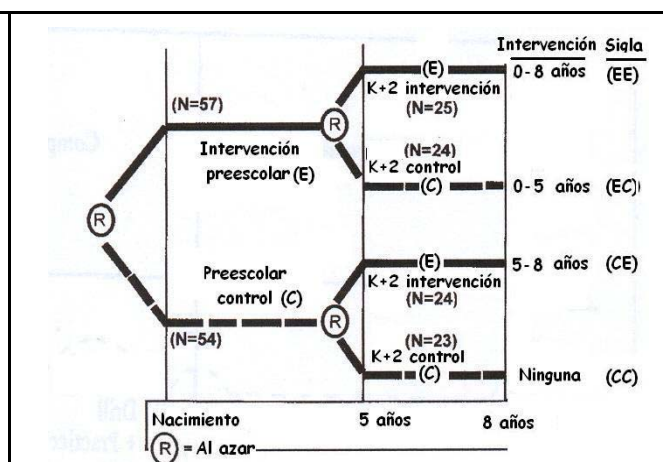 Intervención Sigla
(E) 0-8 años (EE)
K+2 intervención
(N=57)
(N=25)
R
Intervención
preescolar (E)
(N=24)
K+2 control
(C) 0-5 años (EC)
R
Preescolar
control (C)
(E) 5-8 años (CE)
K+2 intervención
(N=24)
R
(N=54)
(N=23)
K+2 control
(C) Ninguna (CC)
Nacimiento 5 años 8 años
R = Al azar